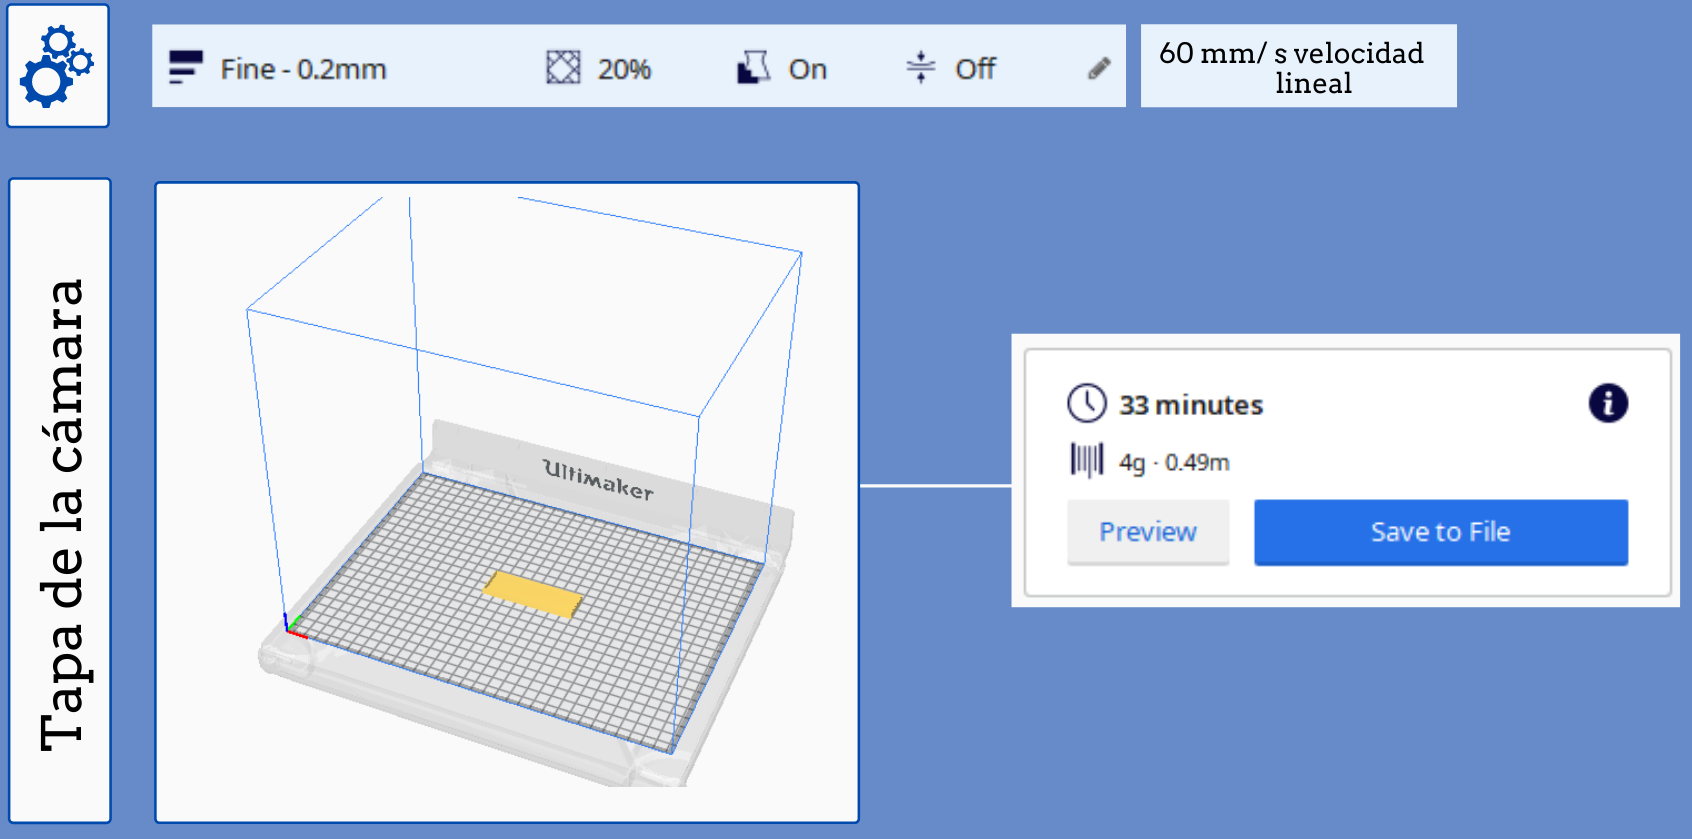 Fine - 0.2mm
20%
On
Off
60 mm/ s velocidad
lineal
Tapa de la cámara
Ultimaker
33 minutes
4g · 0.49m
Preview
Save to File